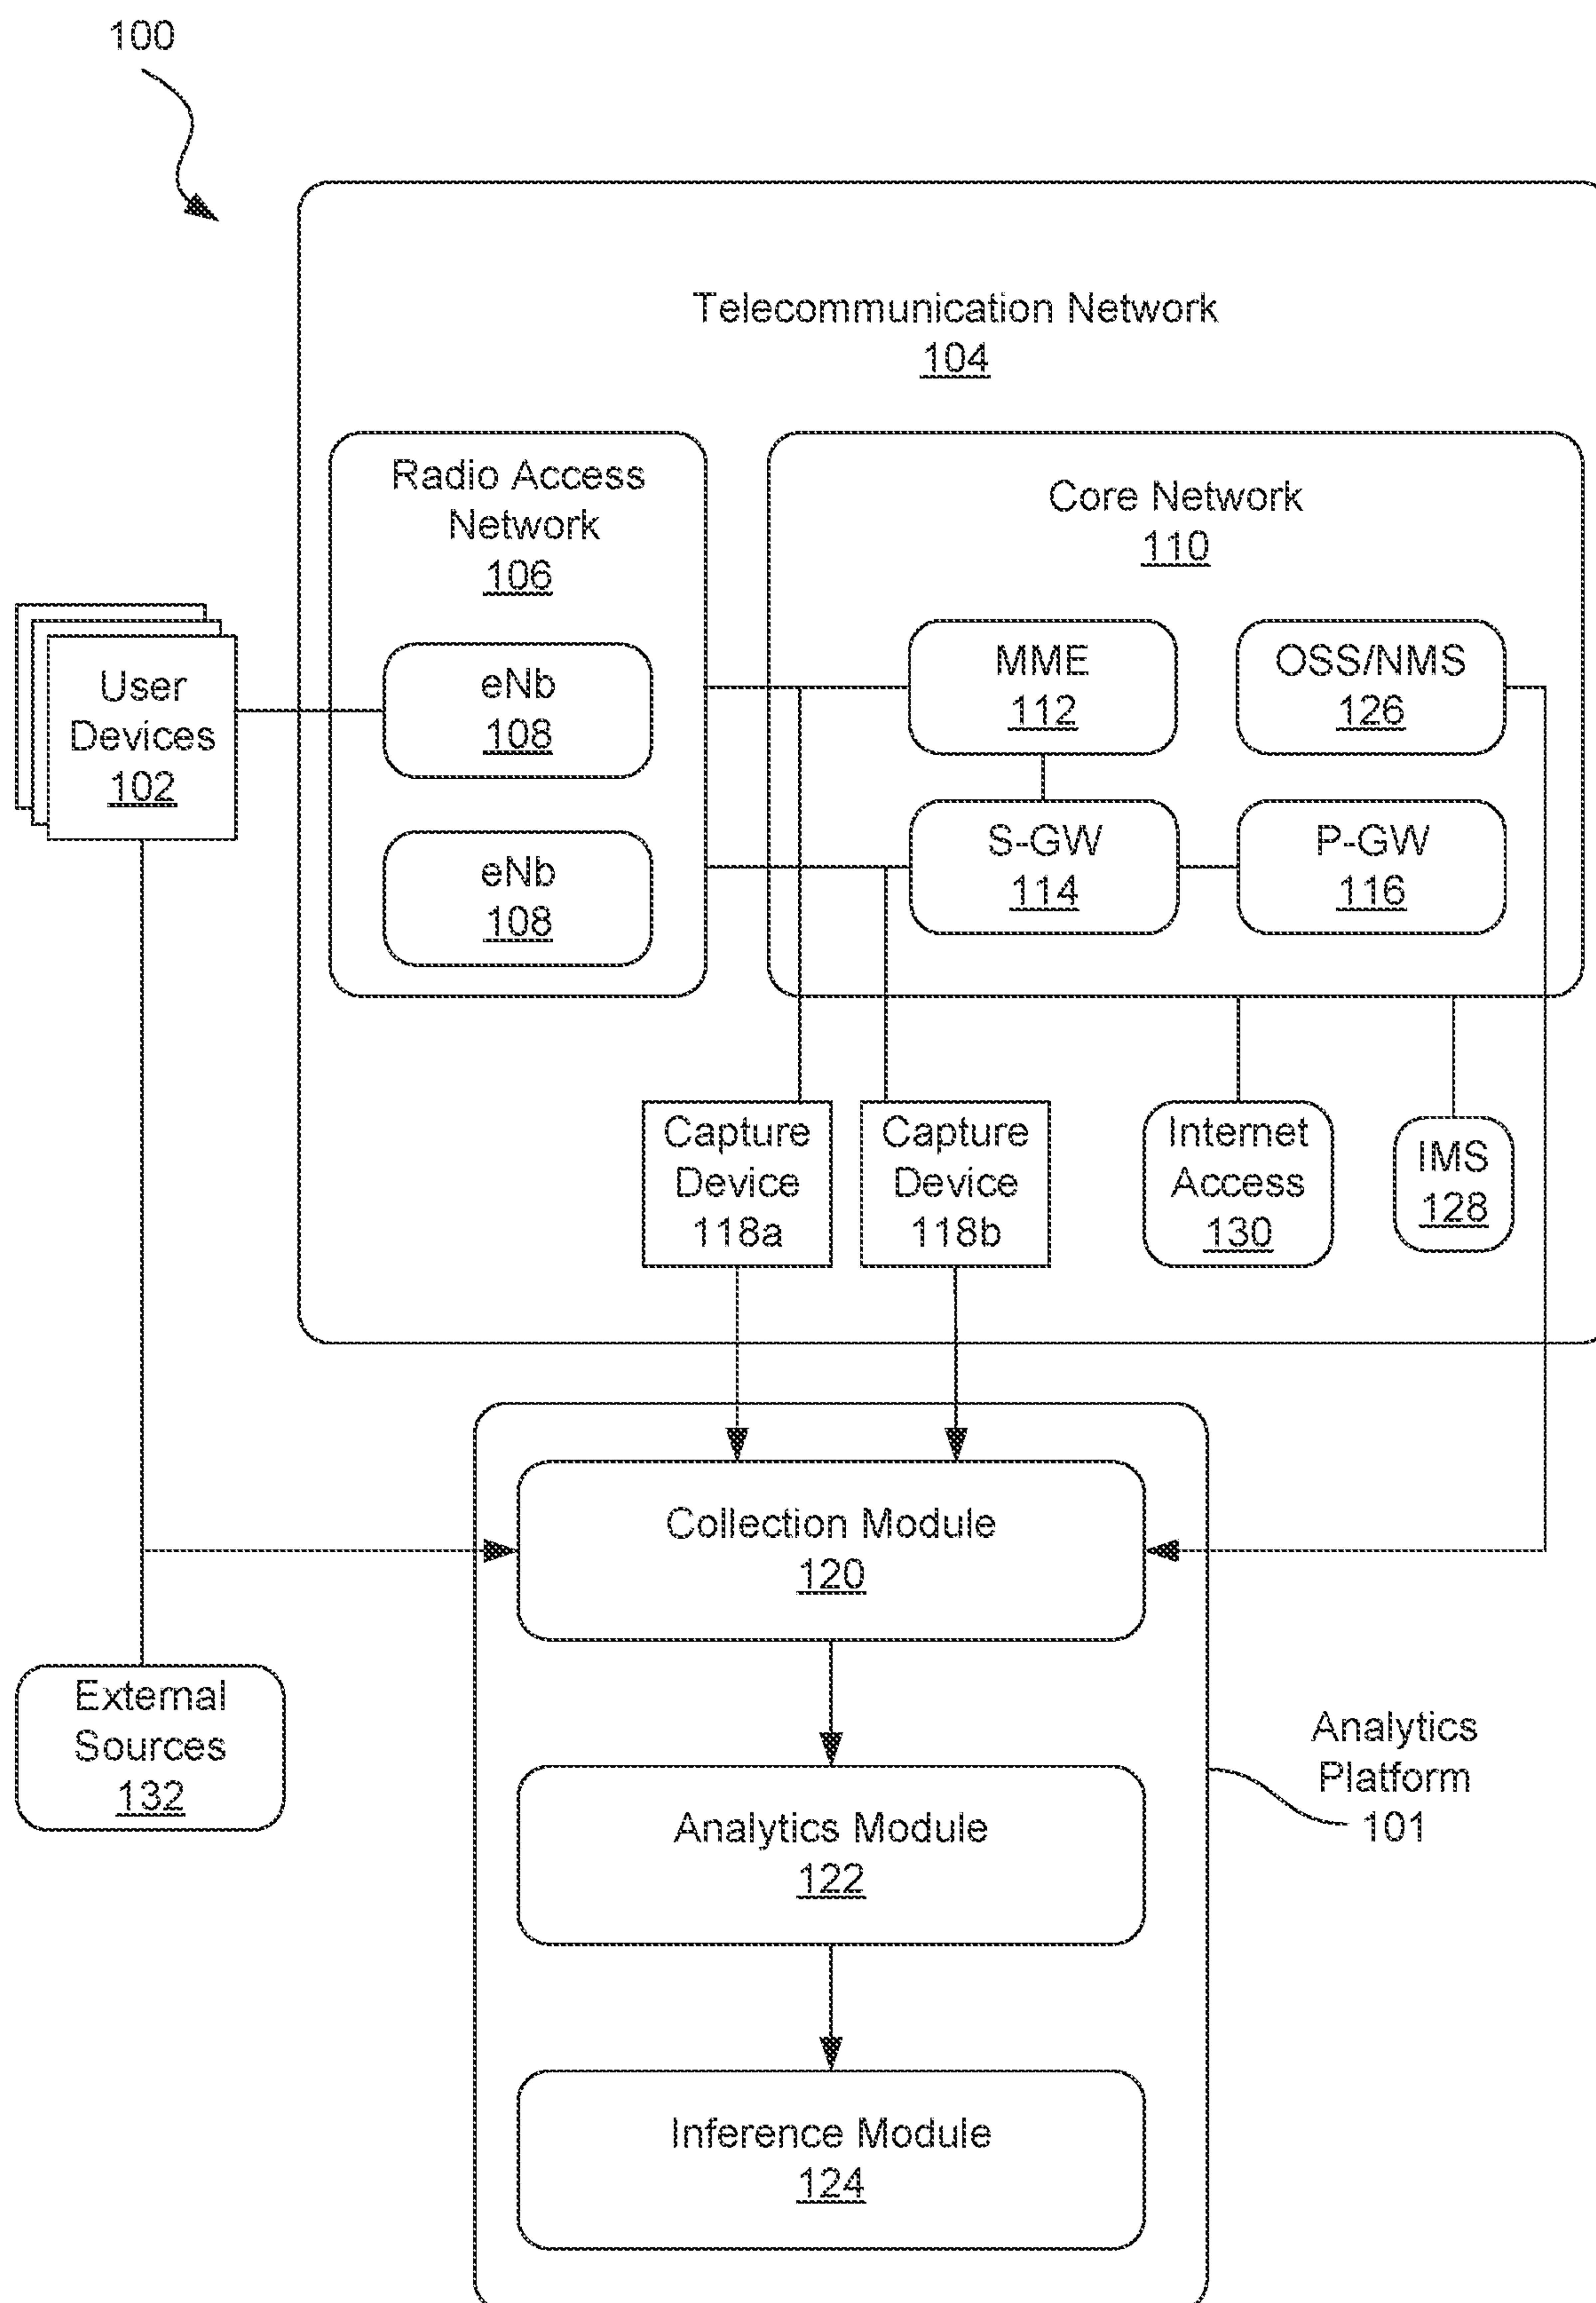 100
Telecommunication Network
104
Radio Access
Network
106
Core Network
110
User
Devices
102
eNb
108
eNb
108
MME
112
OSS/NMS
126
S-GW
114
P-GW
116
Capture
Device
118a
Capture
Device
118b
Internet
Access
130
IMS
128
Collection Module
120
External
Sources
132
Analytics
Platform
101
Analytics Module
122
Inference Module
124